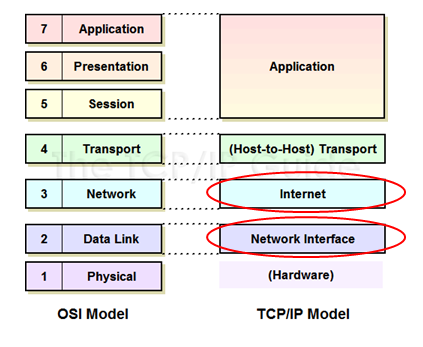 7 Application
6 Presentation
Application
5 Session
4 Transport
(Host-to-Host) Transport
The TCP/IP Guide
3 Network
Internet
2 Data Link
Network Interface
1 Physical
(Hardware)
OSI Model
TCP/IP Model